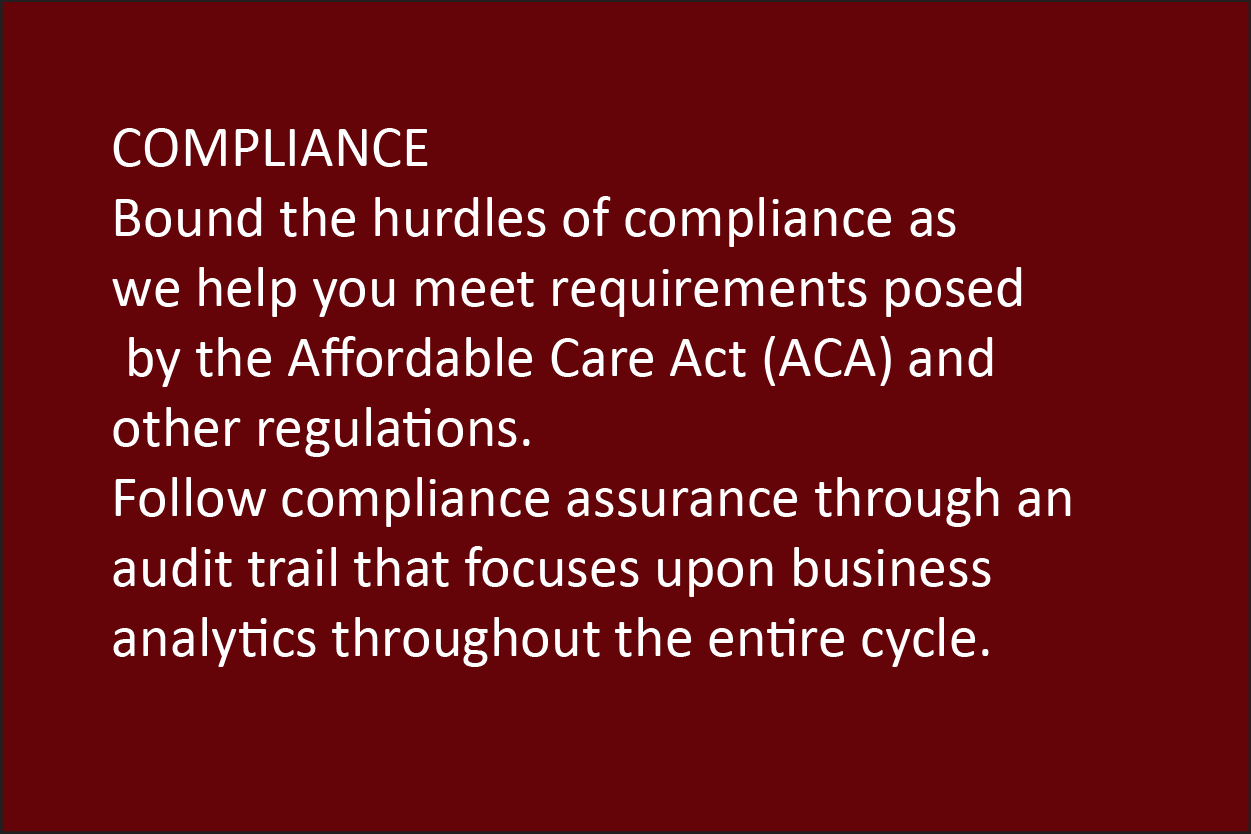 COMPLIANCE
Bound the hurdles of compliance as
we help you meet requirements posed
by the Affordable Care Act (ACA) and
other regulations.
Follow compliance assurance through an
audit trail that focuses upon business
analytics throughout the entire cycle.